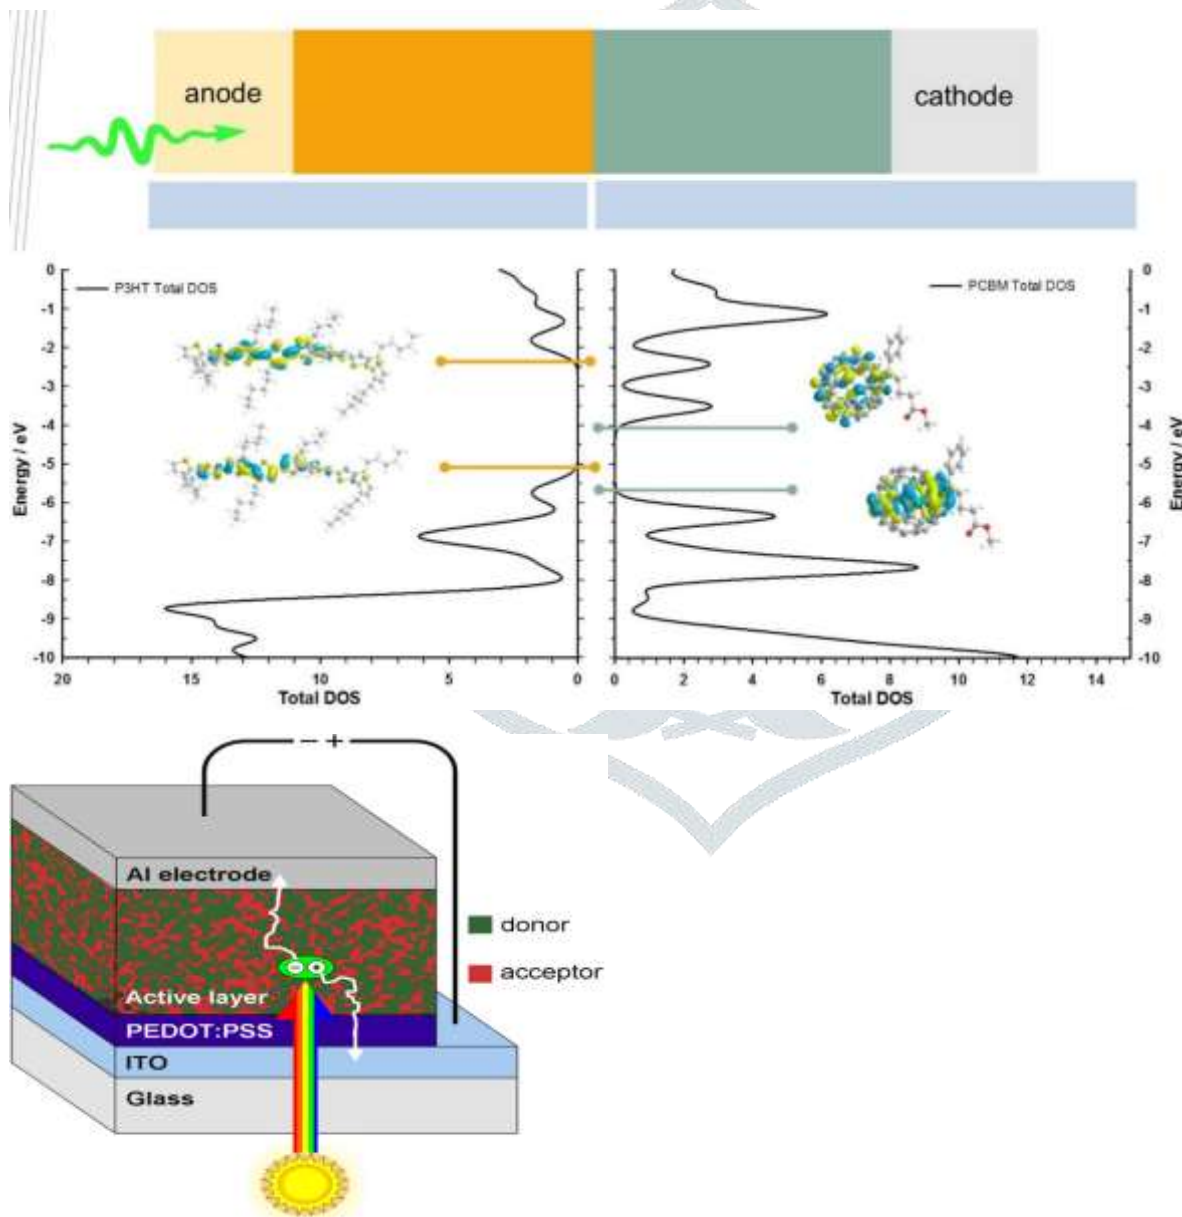 anode
cathode
P3HT Total DOS
PCBM Total DOS
0
-1
-2
-3
-4
-5
-6
-7
-8
-9
-10
Energy / eV
20
15
10
5
0
Total DOS
0
2
4
6
8
10
12
14
Total DOS
0
-1
-2
-3
-4
-5
-6
-7
-8
-9
-10
Energy / eV
− +
Al electrode
donor
acceptor
Active layer
PEDOT:PSS
ITO
Glass